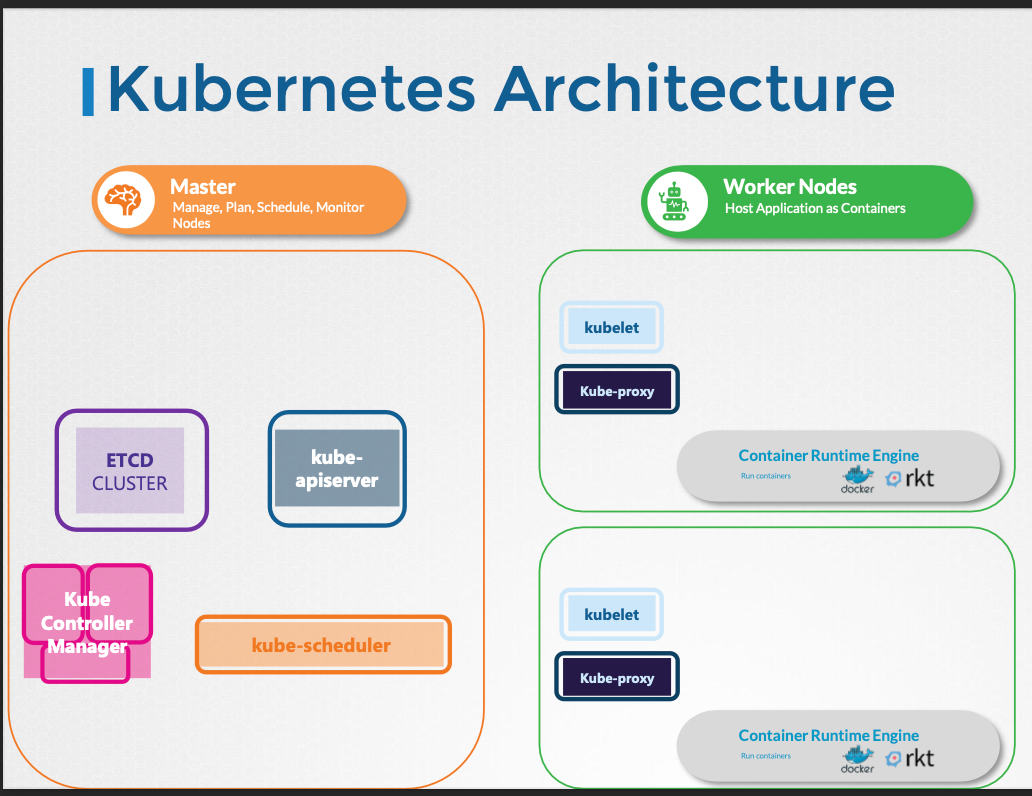 Kubernetes Architecture
Master
Manage, Plan, Schedule, Monitor
Nodes
ETCD
CLUSTER
kube-
apiserver
Kube
Controller
Manager
kube-scheduler
Worker Nodes
Host Application as Containers
kubelet
Kube-proxy
Container Runtime Engine
Run containers
docker
rkt
kubelet
Kube-proxy
Container Runtime Engine
Run containers
docker
rkt